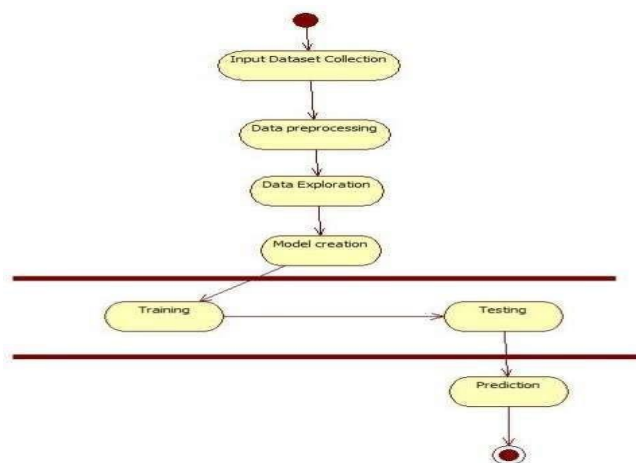 Input Dataset Collection
Data preprocessing
Data Exploration
Model creation
Training
Testing
Prediction